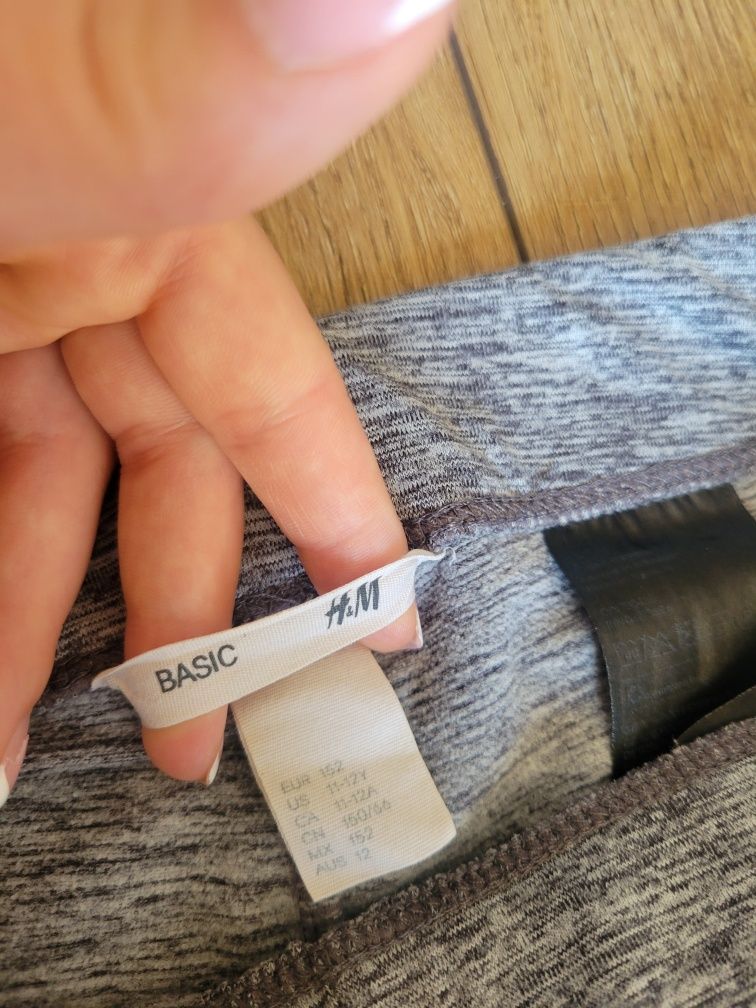 BASIC H&M
EUR 152
US 11-12Y
CA 11-12A
CN 150/66
MX 152
AUS 12